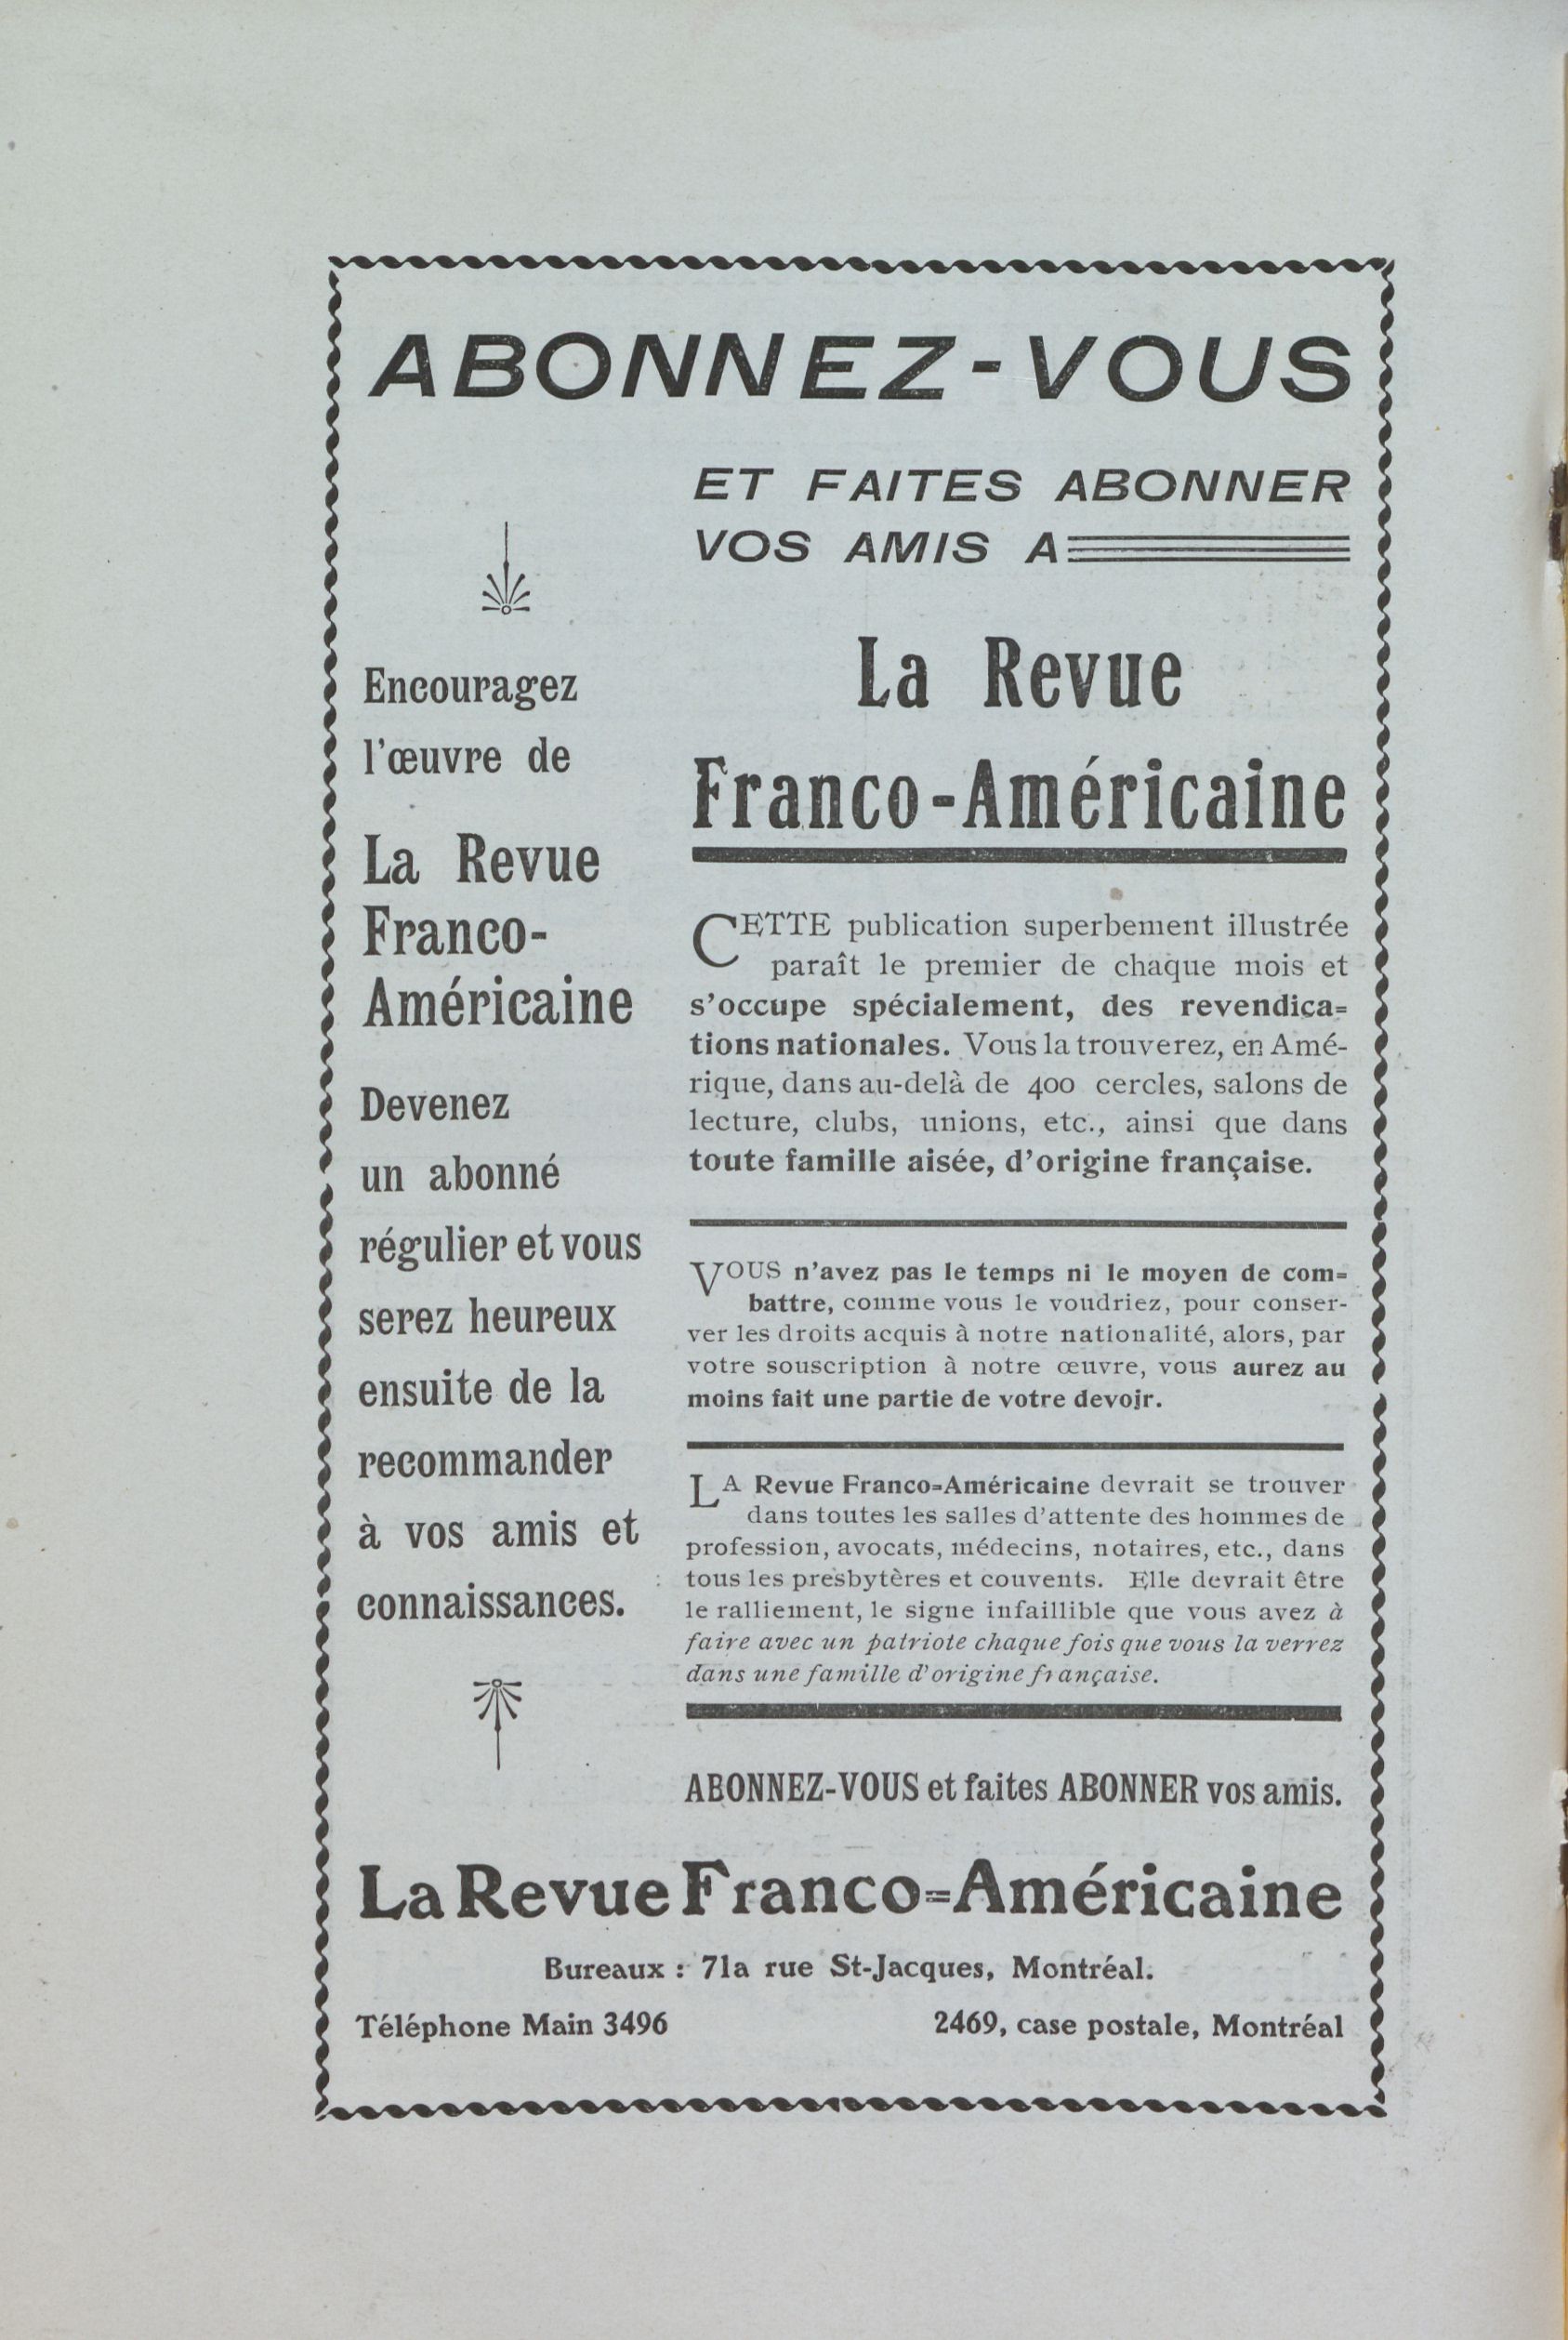 ABONNEZ-VOUS
ET FAITES ABONNER
VOS AMIS A
La Revue
Franco-Américaine
Encouragez
l'œuvre de
La Revue
Franco-
Américaine
Devenez
un abonné
régulier et vous
serez heureux
ensuite de la
recommander
à vos amis et
connaissances.
CETTE publication superbement illustrée
paraît le premier de chaque mois et
s'occupe spécialement, des revendica=
tions nationales. Vous la trouverez, en Amé-
rique, dans au-delà de 400 cercles, salons de
lecture, clubs, unions, etc., ainsi que dans
toute famille aisée, d'origine française.
VOUS n'avez pas le temps ni le moyen de com=
battre, comme vous le voudriez, pour conser-
ver les droits acquis à notre nationalité, alors, par
votre souscription à notre œuvre, vous aurez au
moins fait une partie de votre devoir.
LA Revue Franco=Américaine devrait se trouver
dans toutes les salles d'attente des hommes de
profession, avocats, médecins, notaires, etc., dans
tous les presbytères et couvents. Elle devrait être
le ralliement, le signe infaillible que vous avez à
faire avec un patriote chaque fois que vous la verrez
dans une famille d'origine française.
ABONNEZ-VOUS et faites ABONNER vos amis.
La Revue Franco=Américaine
Bureaux : 71a rue St-Jacques, Montréal.
Téléphone Main 3496
2469, case postale, Montréal